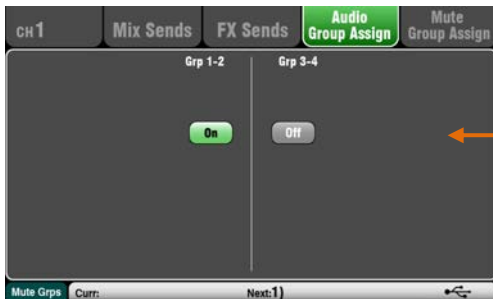 CH1 Mix Sends FX Sends Audio Group Assign Mute Group Assign
Grp 1-2 Grp 3-4
On Off
Mute Grps Curr: Next:1)